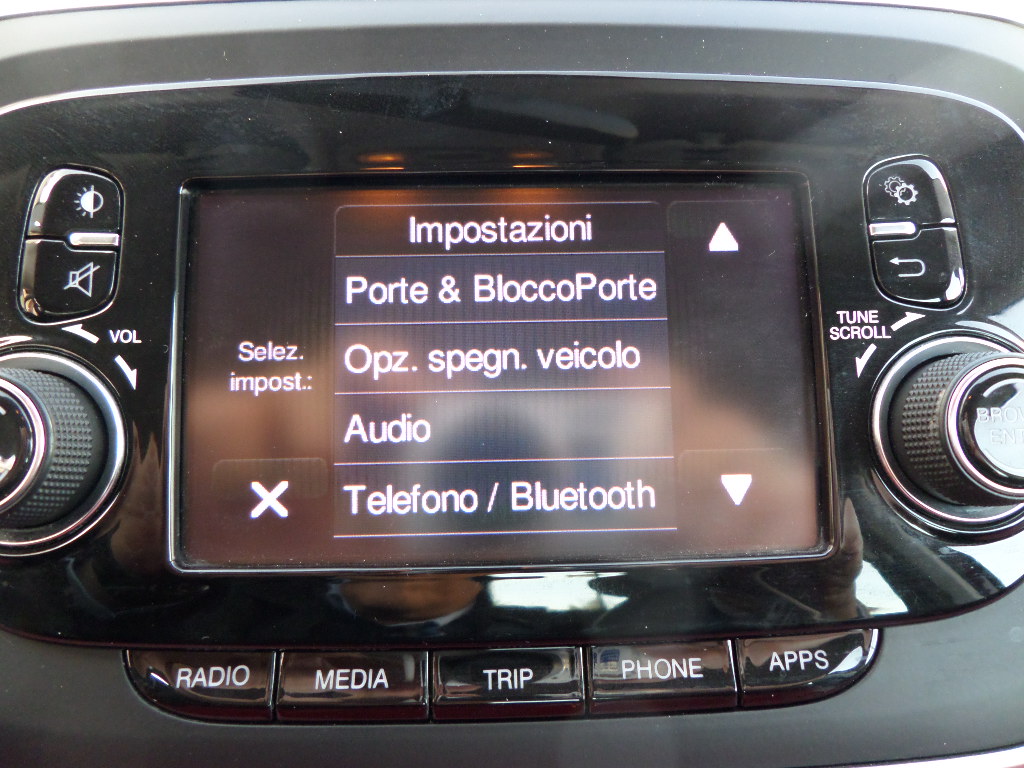 Impostazioni
Porte & BloccoPorte
Selez.
impost.:
Opz. spegn. veicolo
Audio
Telefono / Bluetooth
VOL
TUNE
SCROLL
RADIO
MEDIA
TRIP
PHONE
APPS